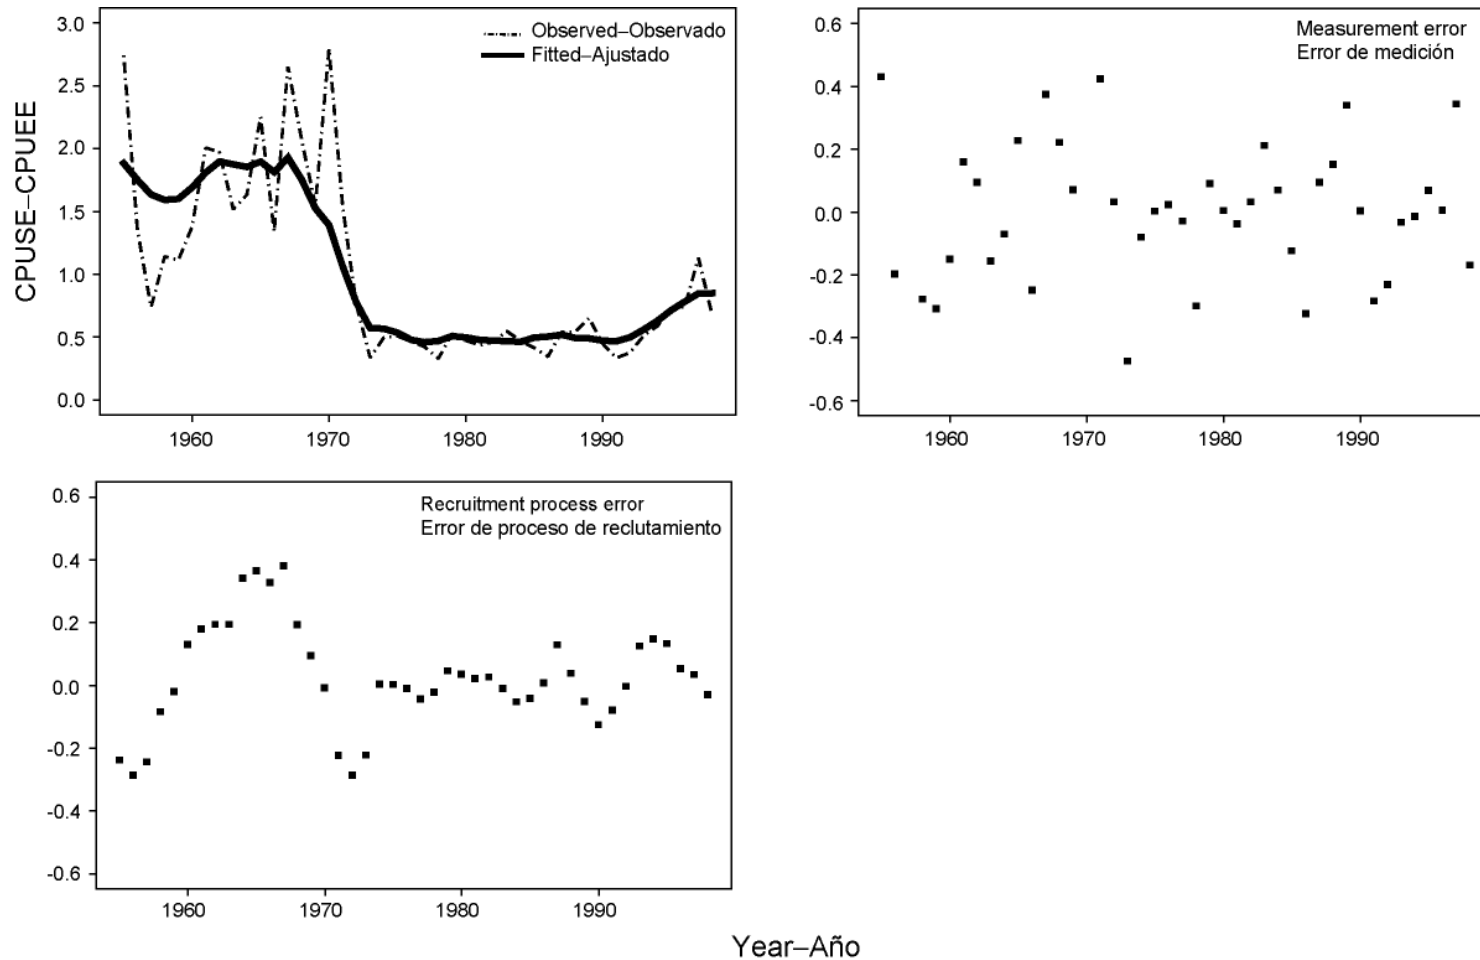 3.0
2.5
2.0
1.5
1.0
0.5
0.0
CPUSE–CPUEE
Observed–Observado
Fitted–Ajustado
1960 1970 1980 1990
0.6
0.4
0.2
0.0
-0.2
-0.4
-0.6
Measurement error
Error de medición
1960 1970 1980 1990
0.6
0.4
0.2
0.0
-0.2
-0.4
-0.6
Recruitment process error
Error de proceso de reclutamiento
1960 1970 1980 1990
Year–Año